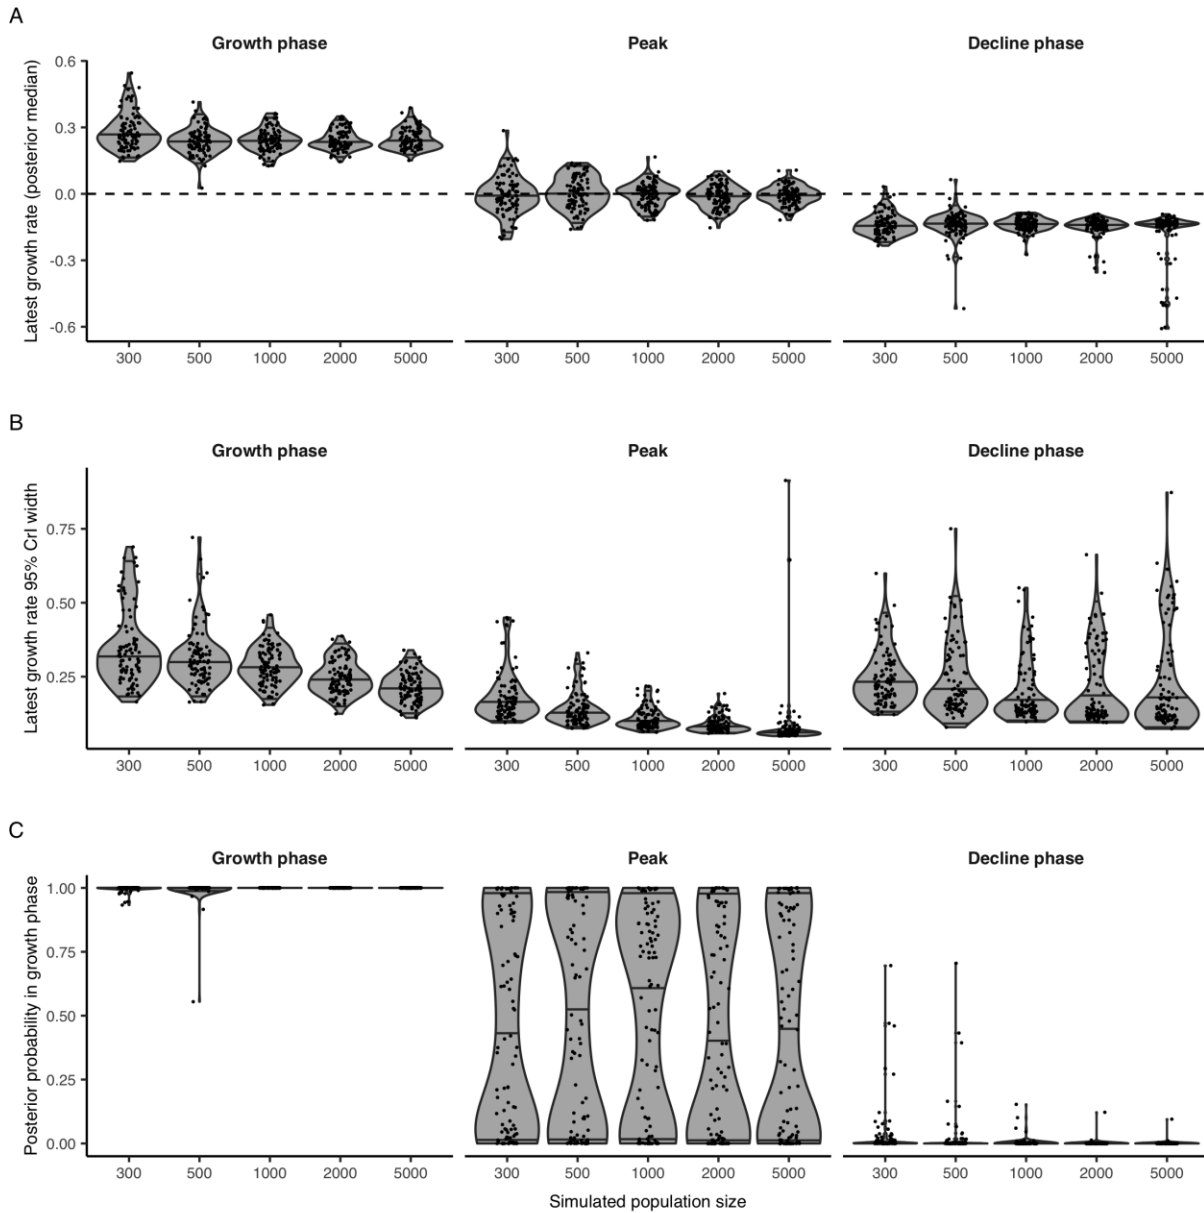 A
Growth phase Peak Decline phase
Latest growth rate (posterior median)
0.6
0.3
0.0
-0.3
-0.6
300 500 1000 2000 5000 300 500 1000 2000 5000 300 500 1000 2000 5000
B
Growth phase Peak Decline phase
Latest growth rate 95% CrI width
0.75
0.50
0.25
300 500 1000 2000 5000 300 500 1000 2000 5000 300 500 1000 2000 5000
C
Growth phase Peak Decline phase
Posterior probability in growth phase
1.00
0.75
0.50
0.25
0.00
300 500 1000 2000 5000 300 500 1000 2000 5000 300 500 1000 2000 5000
Simulated population size